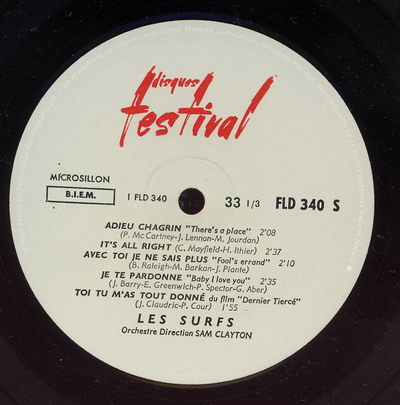 disques
festival
MICROSILLON
B.I.E.M.
1 FLD 340
33 1/3
FLD 340 S
ADIEU CHAGRIN "There's a place" 2'08
(P. McCartney-J. Lennon-M. Jourdan)
IT'S ALL RIGHT (C. Mayfield-H. Ithier) 2'37
AVEC TOI JE NE SAIS PLUS "Fool's errand" 2'10
(B. Raleigh-M. Barkan-J. Plante)
JE TE PARDONNE "Baby I love you" 2'35
(J. Barry-E. Greenwich-P. Spector-G. Aber)
TOI TU M'AS TOUT DONNÉ du film "Dernier Tiercé"
(J. Claudric-P. Cour) 1'55
LES SURFS
Orchestre Direction SAM CLAYTON